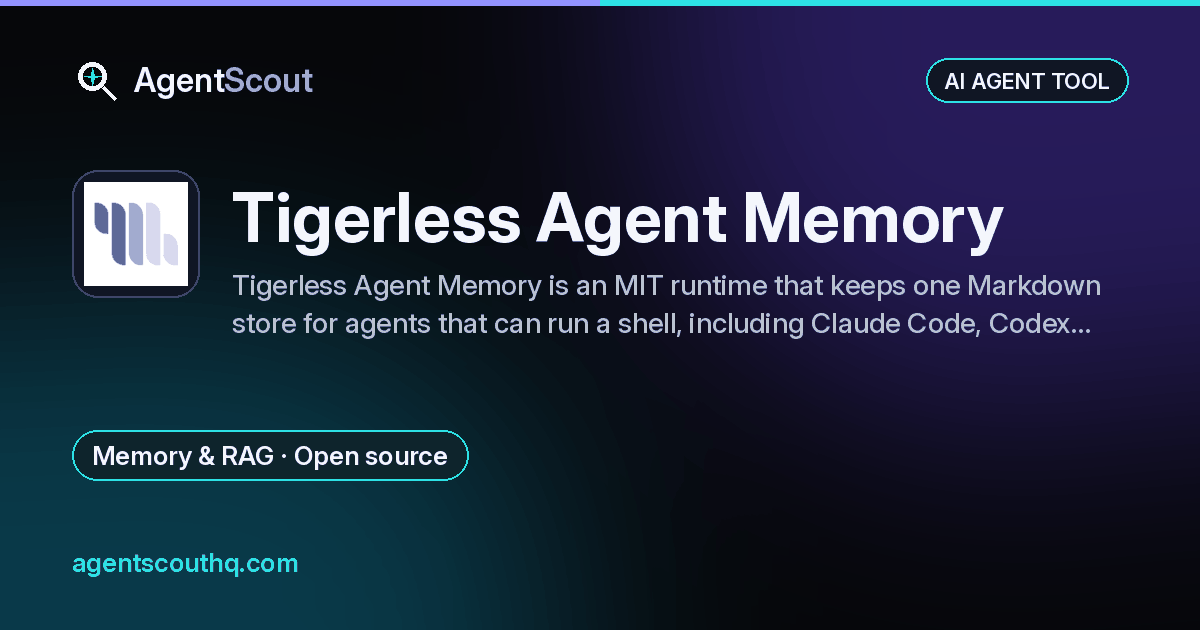 AgentScout
AI AGENT TOOL
Tigerless Agent Memory
Tigerless Agent Memory is an MIT runtime that keeps one Markdown
store for agents that can run a shell, including Claude Code, Codex...
Memory & RAG · Open source
agentscouthq.com